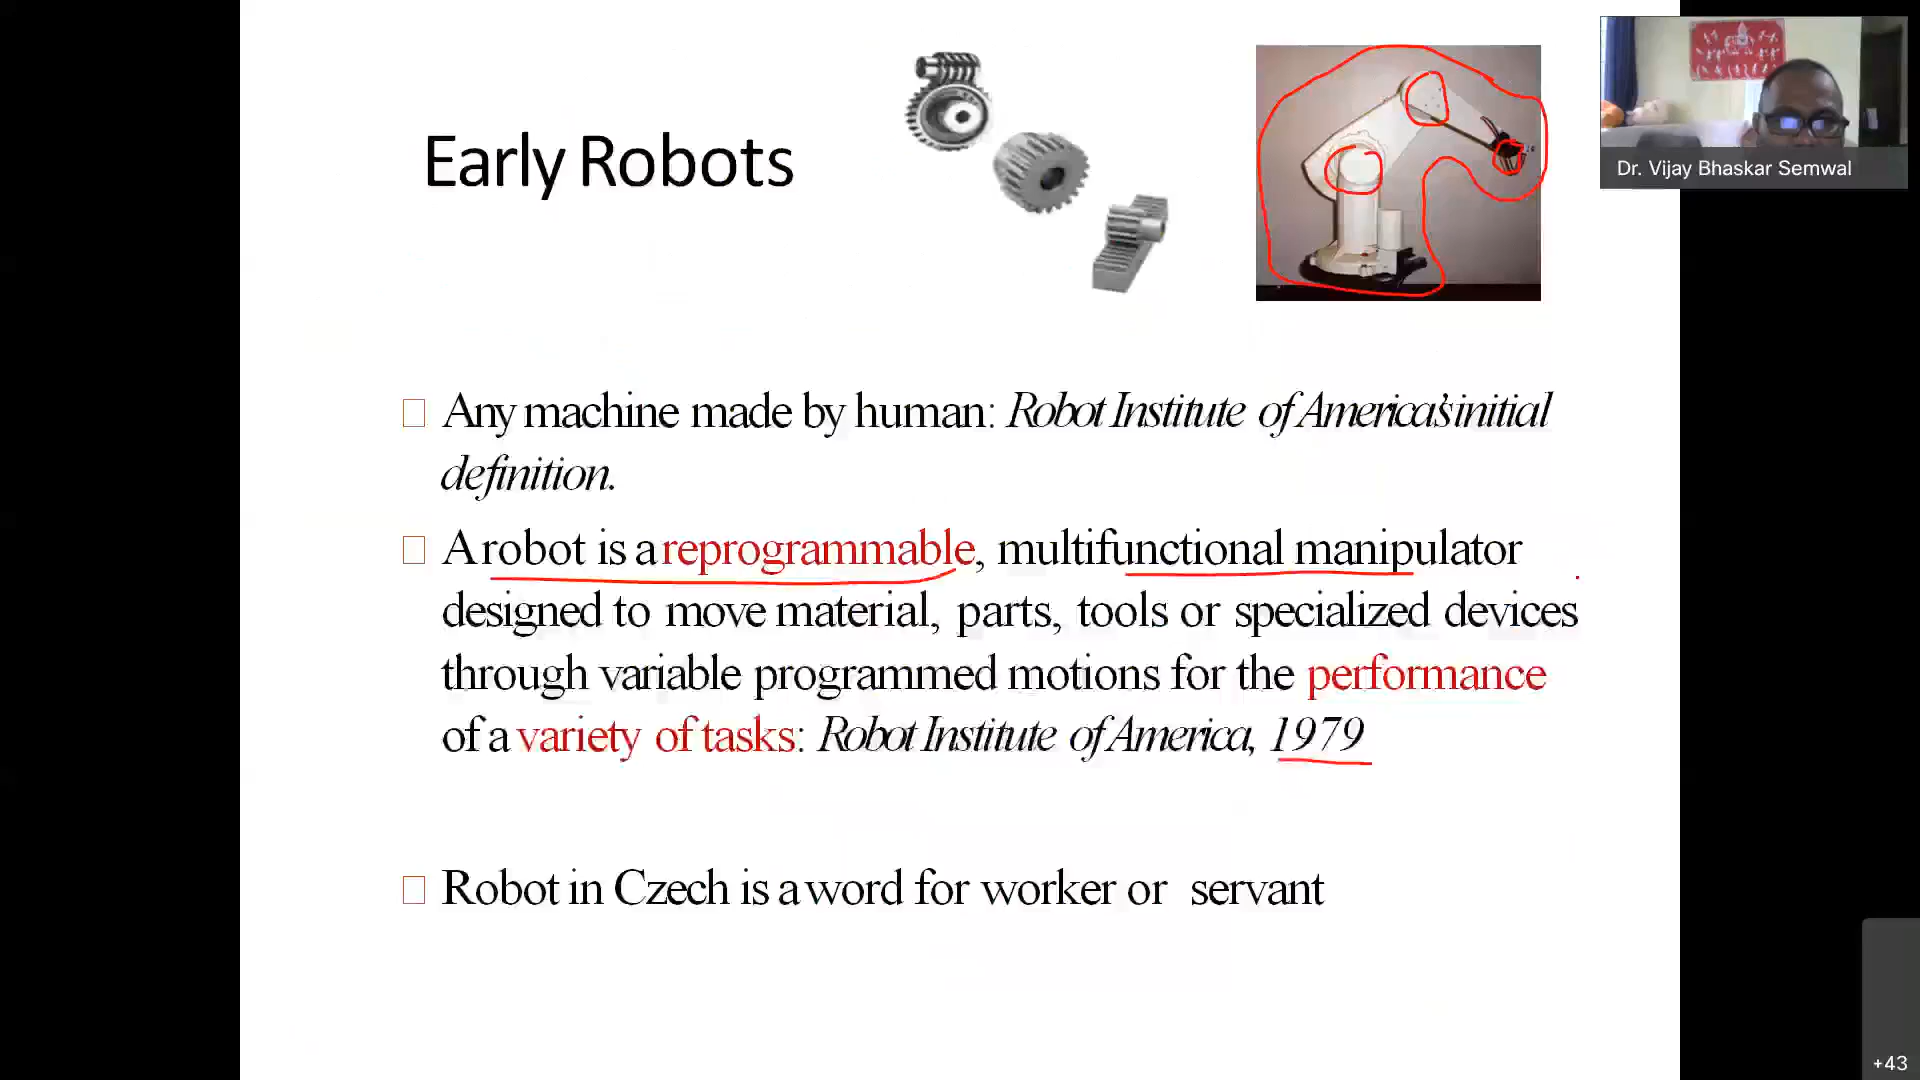 Early Robots
Dr. Vijay Bhaskar Semwal
Any machine made by human: Robot Institute of America's initial
definition.
A robot is a reprogrammable, multifunctional manipulator
designed to move material, parts, tools or specialized devices
through variable programmed motions for the performance
of a variety of tasks: Robot Institute of America, 1979
Robot in Czech is a word for worker or servant
+43